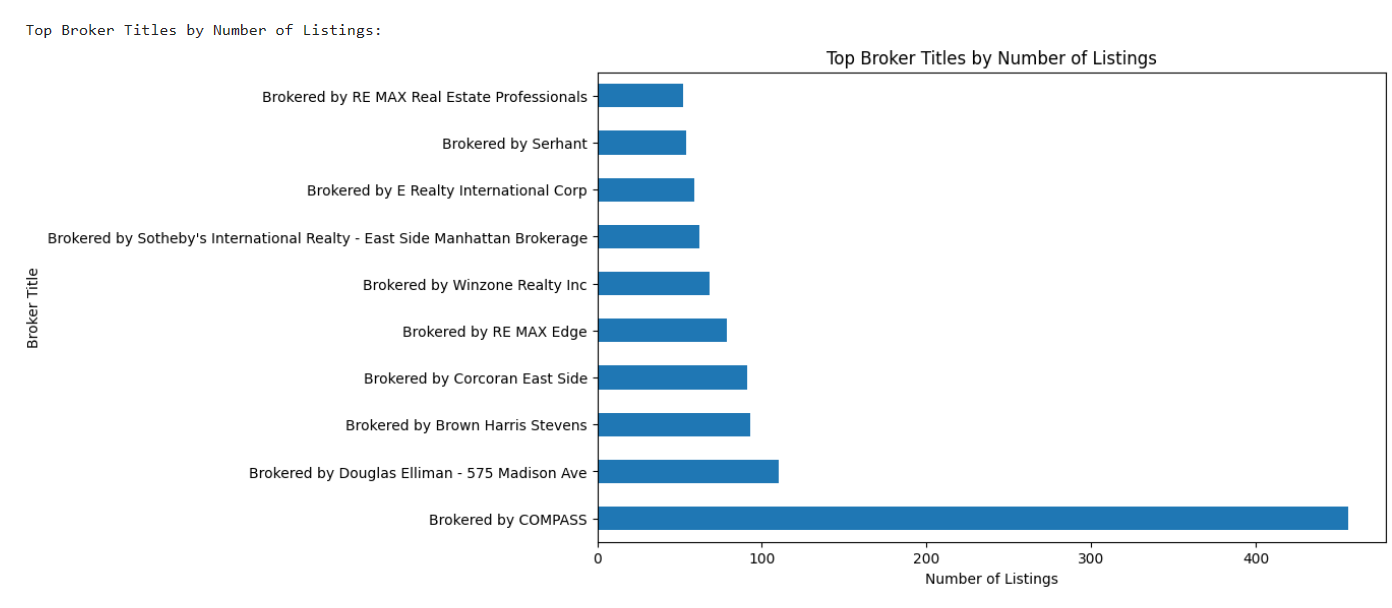 Top Broker Titles by Number of Listings:
Top Broker Titles by Number of Listings
Broker Title
Brokered by RE MAX Real Estate Professionals
Brokered by Serhant
Brokered by E Realty International Corp
Brokered by Sotheby's International Realty - East Side Manhattan Brokerage
Brokered by Winzone Realty Inc
Brokered by RE MAX Edge
Brokered by Corcoran East Side
Brokered by Brown Harris Stevens
Brokered by Douglas Elliman - 575 Madison Ave
Brokered by COMPASS
0 100 200 300 400
Number of Listings